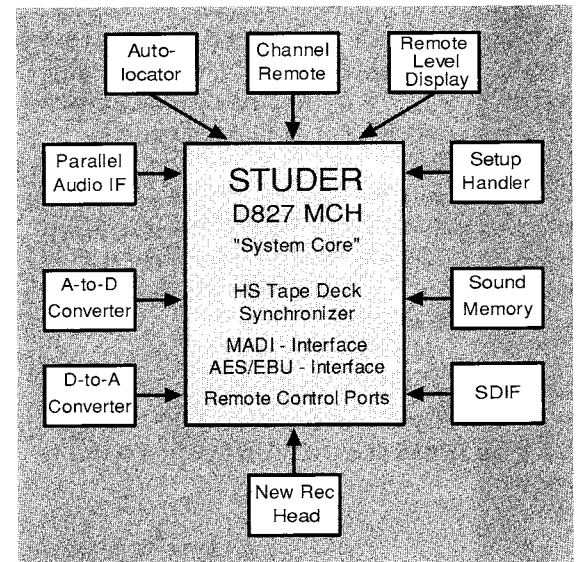 Auto-
locator
Channel
Remote
Remote
Level
Display
Parallel
Audio IF
STUDER
D827 MCH
"System Core"
HS Tape Deck
Synchronizer
MADI - Interface
AES/EBU - Interface
Remote Control Ports
Setup
Handler
A-to-D
Converter
Sound
Memory
D-to-A
Converter
SDIF
New Rec
Head